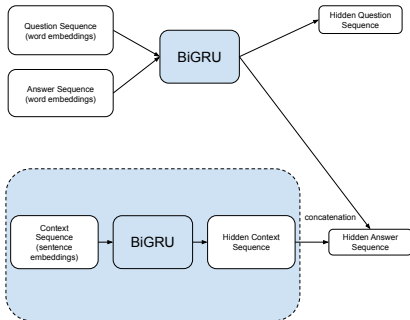 Question Sequence
(word embeddings)
Hidden Question
Sequence
BiGRU
Answer Sequence
(word embeddings)
concatenation
Context
Sequence
(sentence
embeddings)
BiGRU
Hidden Context
Sequence
Hidden Answer
Sequence